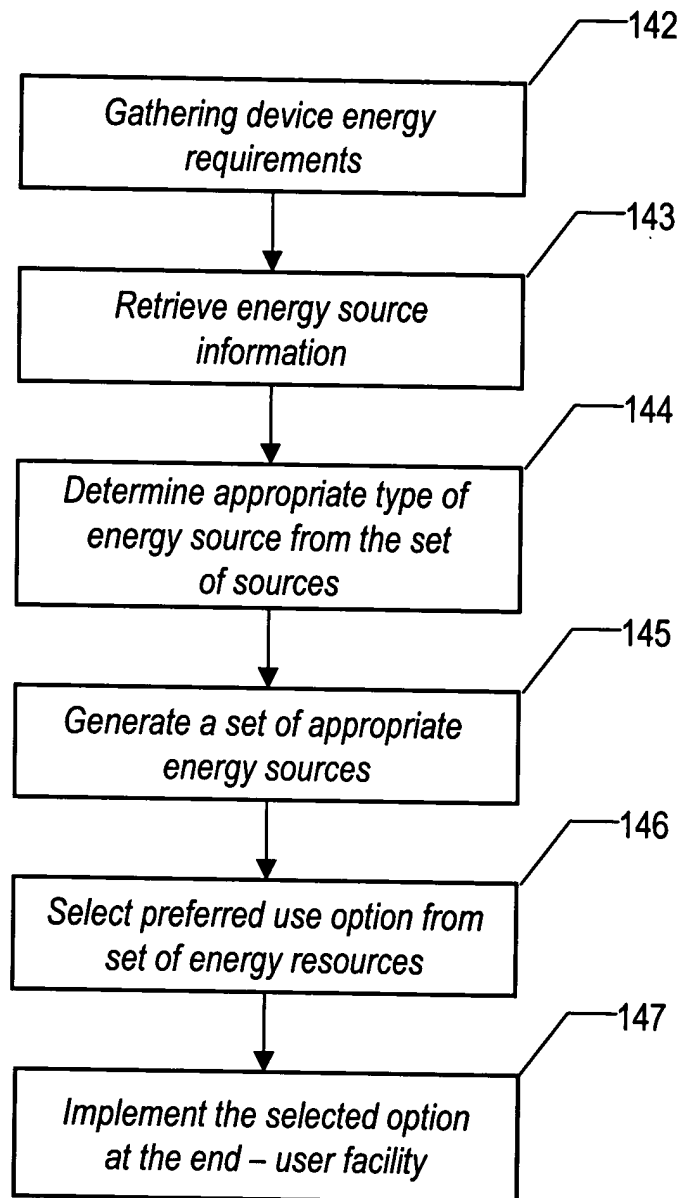 142
Gathering device energy
requirements
143
Retrieve energy source
information
144
Determine appropriate type of
energy source from the set
of sources
145
Generate a set of appropriate
energy sources
146
Select preferred use option from
set of energy resources
147
Implement the selected option
at the end – user facility